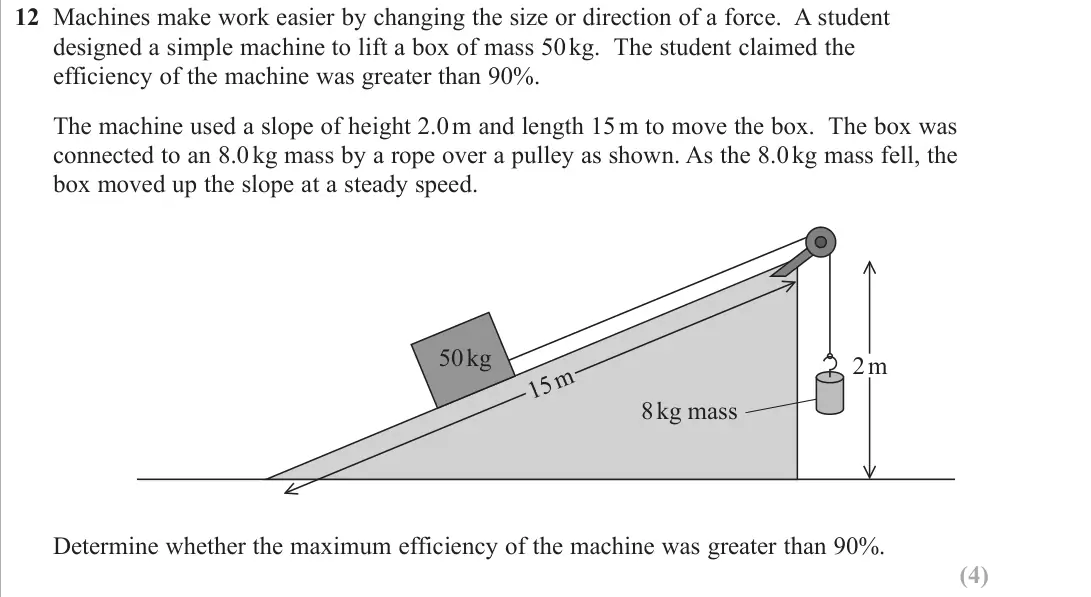 12 Machines make work easier by changing the size or direction of a force. A student
designed a simple machine to lift a box of mass 50 kg. The student claimed the
efficiency of the machine was greater than 90%.
The machine used a slope of height 2.0 m and length 15 m to move the box. The box was
connected to an 8.0 kg mass by a rope over a pulley as shown. As the 8.0 kg mass fell, the
box moved up the slope at a steady speed.
50 kg
15 m
2 m
8 kg mass
Determine whether the maximum efficiency of the machine was greater than 90%.
(4)